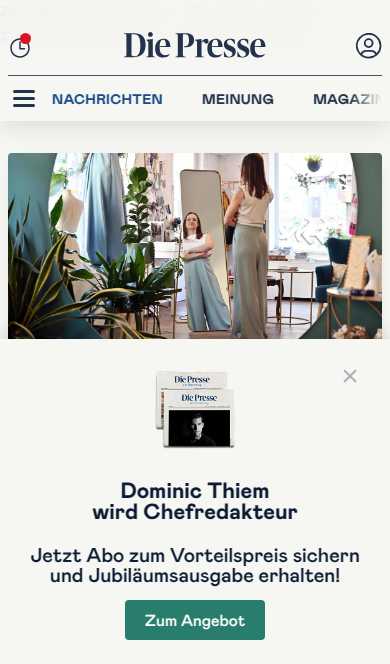 Die Presse
NACHRICHTEN MEINUNG MAGAZIN
Die Presse
Die Presse
Dominic Thiem
wird Chefredakteur
Jetzt Abo zum Vorteilspreis sichern
und Jubiläumsausgabe erhalten!
Zum Angebot